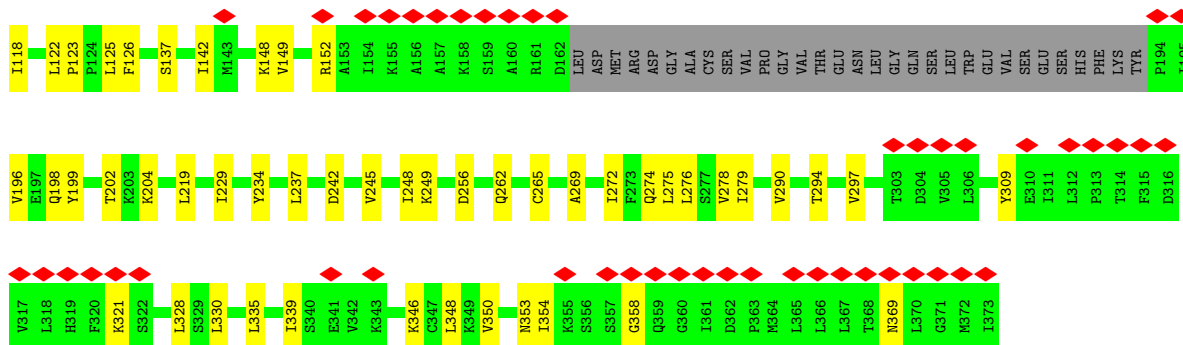 I118 L122 P123 P124 L125 F126 S137 I142 M143 K148 V149 R152 A153 I154 K155 A156 A157 K158 S159 A160 R161 D162 LEU ASP MET ARG ASP GLY ALA CYS SER VAL PRO GLY VAL THR GLU ASN LEU GLY GLN SER LEU TRP GLU VAL SER GLU SER HIS PHE LYS TYR P194 I195
V196 E197 Q198 Y199 T202 K203 K204 L219 I229 Y234 L237 D242 V245 I248 K249 D256 Q262 C265 A269 I272 F273 Q274 L275 L276 S277 V278 I279 V290 T294 V297 T303 D304 V305 L306 Y309 E310 I311 L312 P313 T314 F315 D316
V317 L318 H319 F320 K321 S322 L328 S329 L330 L335 I339 S340 E341 V342 K343 K346 C347 L348 K349 V350 N353 I354 K355 S356 S357 G358 Q359 G360 I361 D362 P363 M364 L365 L366 L367 T368 N369 L370 G371 M372 I373